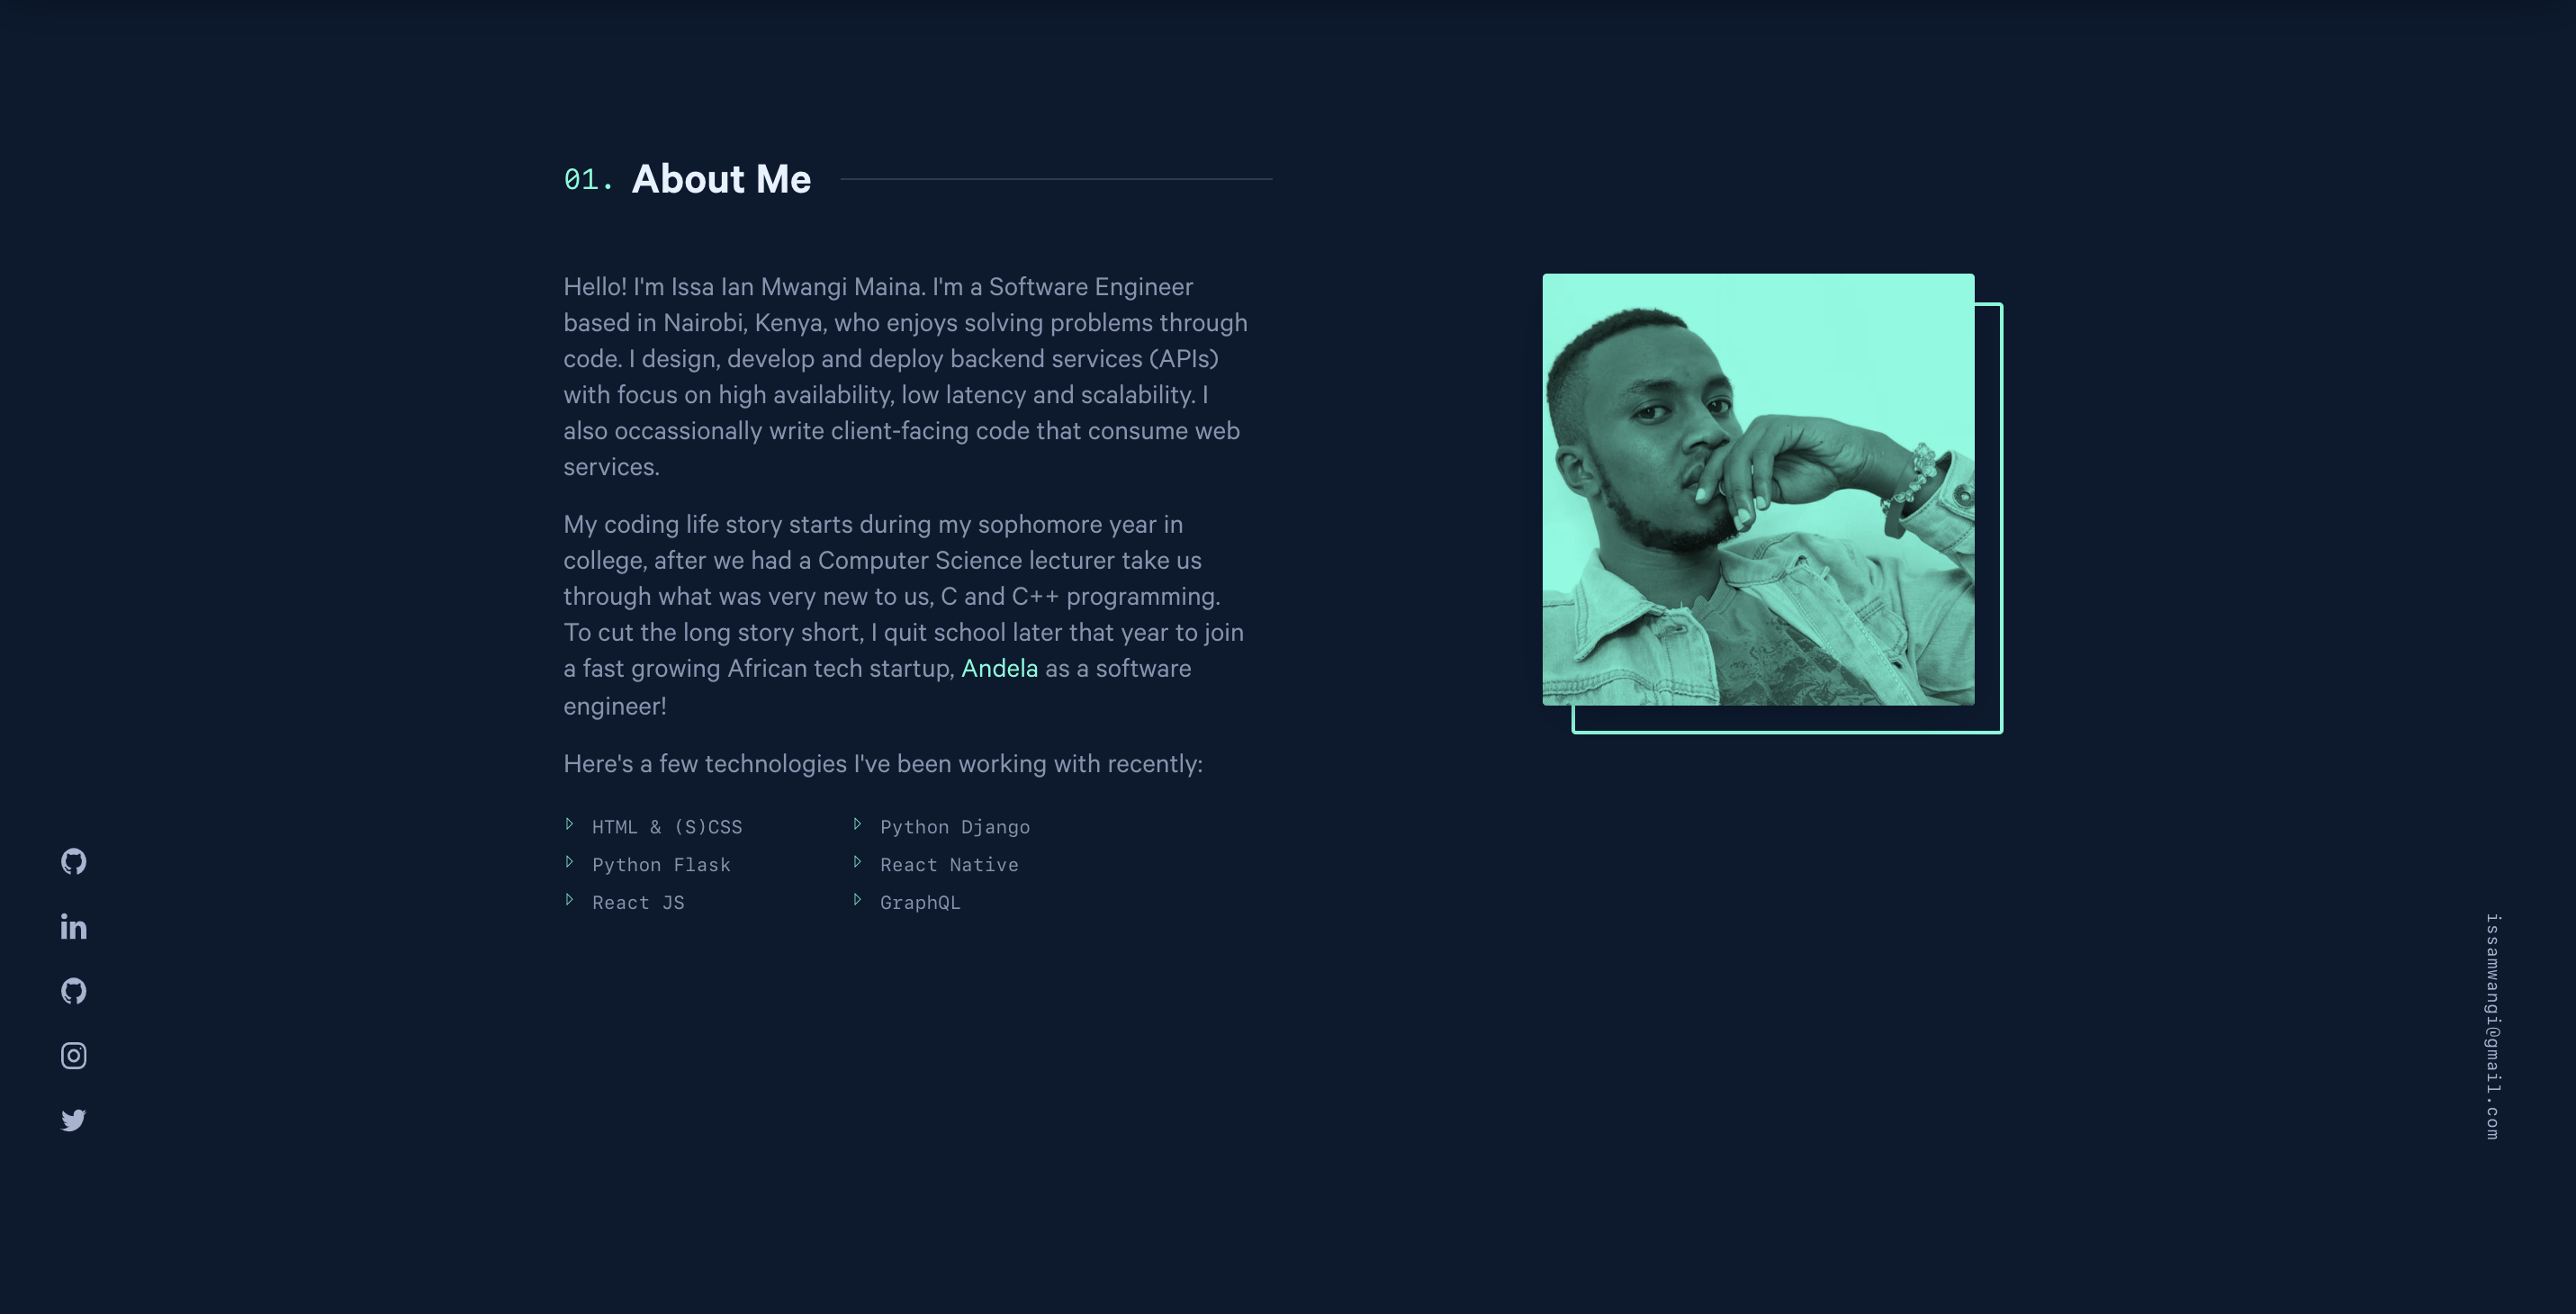 01. About Me
Hello! I'm Issa Ian Mwangi Maina. I'm a Software Engineer
based in Nairobi, Kenya, who enjoys solving problems through
code. I design, develop and deploy backend services (APIs)
with focus on high availability, low latency and scalability. I
also occassionally write client-facing code that consume web
services.
My coding life story starts during my sophomore year in
college, after we had a Computer Science lecturer take us
through what was very new to us, C and C++ programming.
To cut the long story short, I quit school later that year to join
a fast growing African tech startup, Andela as a software
engineer!
Here's a few technologies I've been working with recently:
HTML & (S)CSS
Python Django
Python Flask
React Native
React JS
GraphQL
in
issamwangi@gmail.com